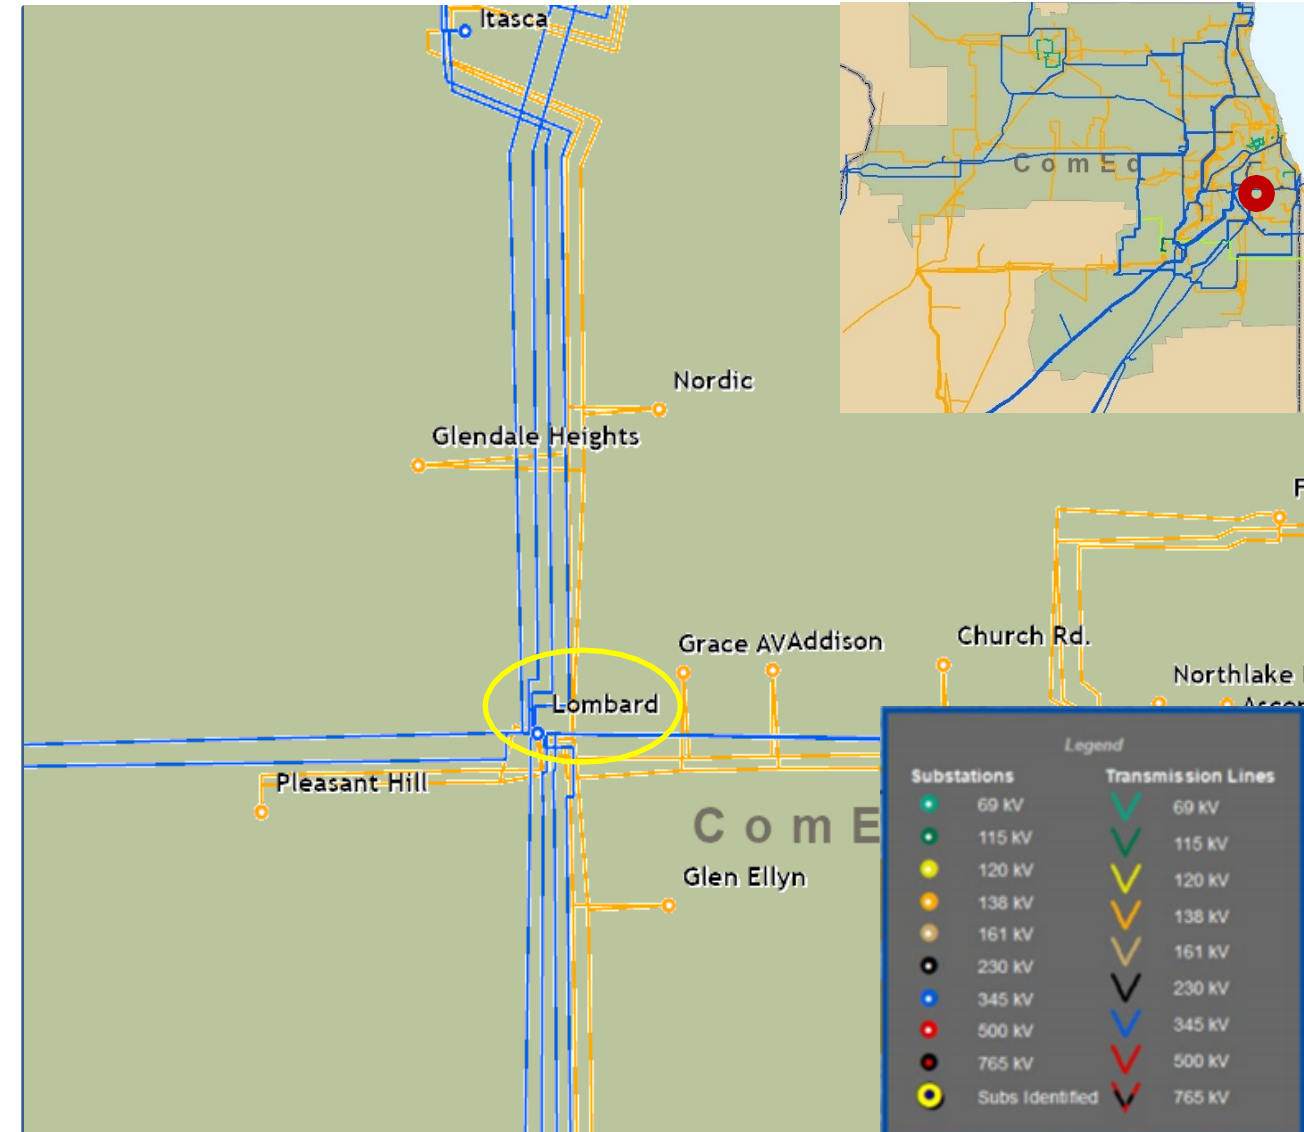 Itasca
ComEd
Nordic
Glendale Heights
Grace AV
Addison
Church Rd.
Northlake
Lombard
Pleasant Hill
ComE
Glen Ellyn
Legend
Substations Transmission Lines
69 kV 69 kV
115 kV 115 kV
120 kV 120 kV
138 kV 138 kV
161 kV 161 kV
230 kV 230 kV
345 kV 345 kV
500 kV 500 kV
765 kV 765 kV
Subs Identified